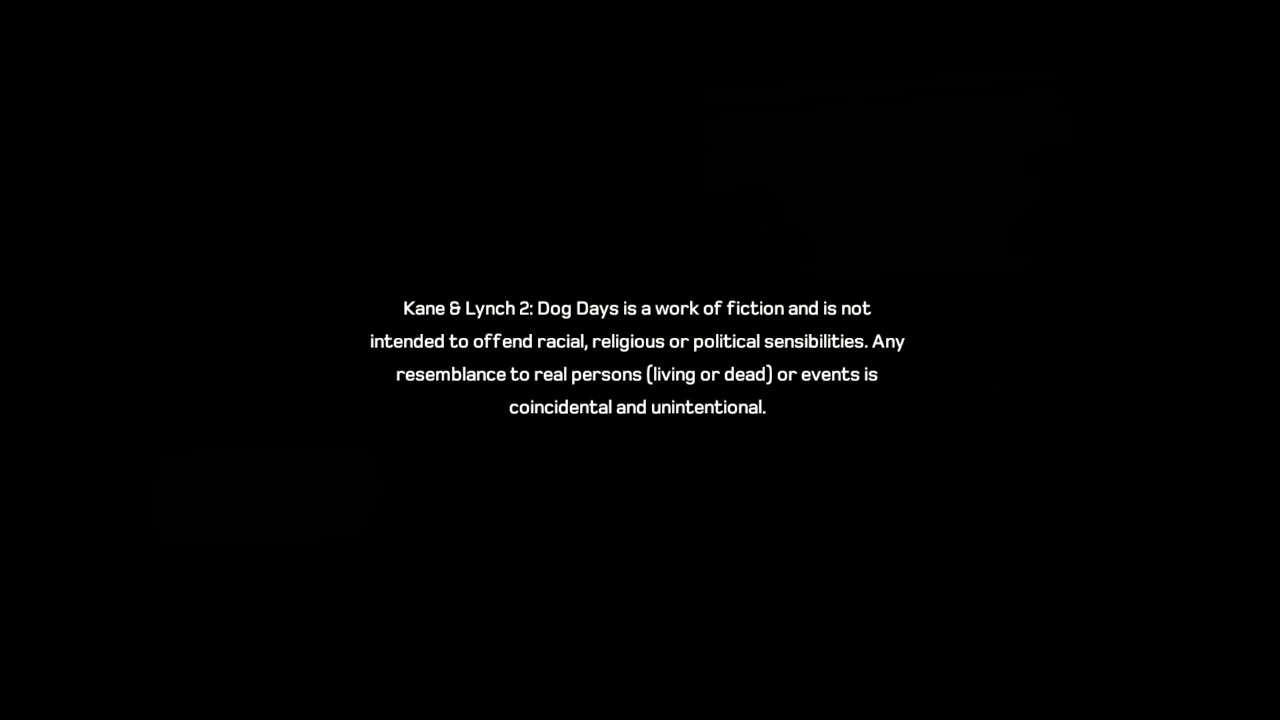 Kane & Lynch 2: Dog Days is a work of fiction and is not
intended to offend racial, religious or political sensibilities. Any
resemblance to real persons (living or dead) or events is
coincidental and unintentional.